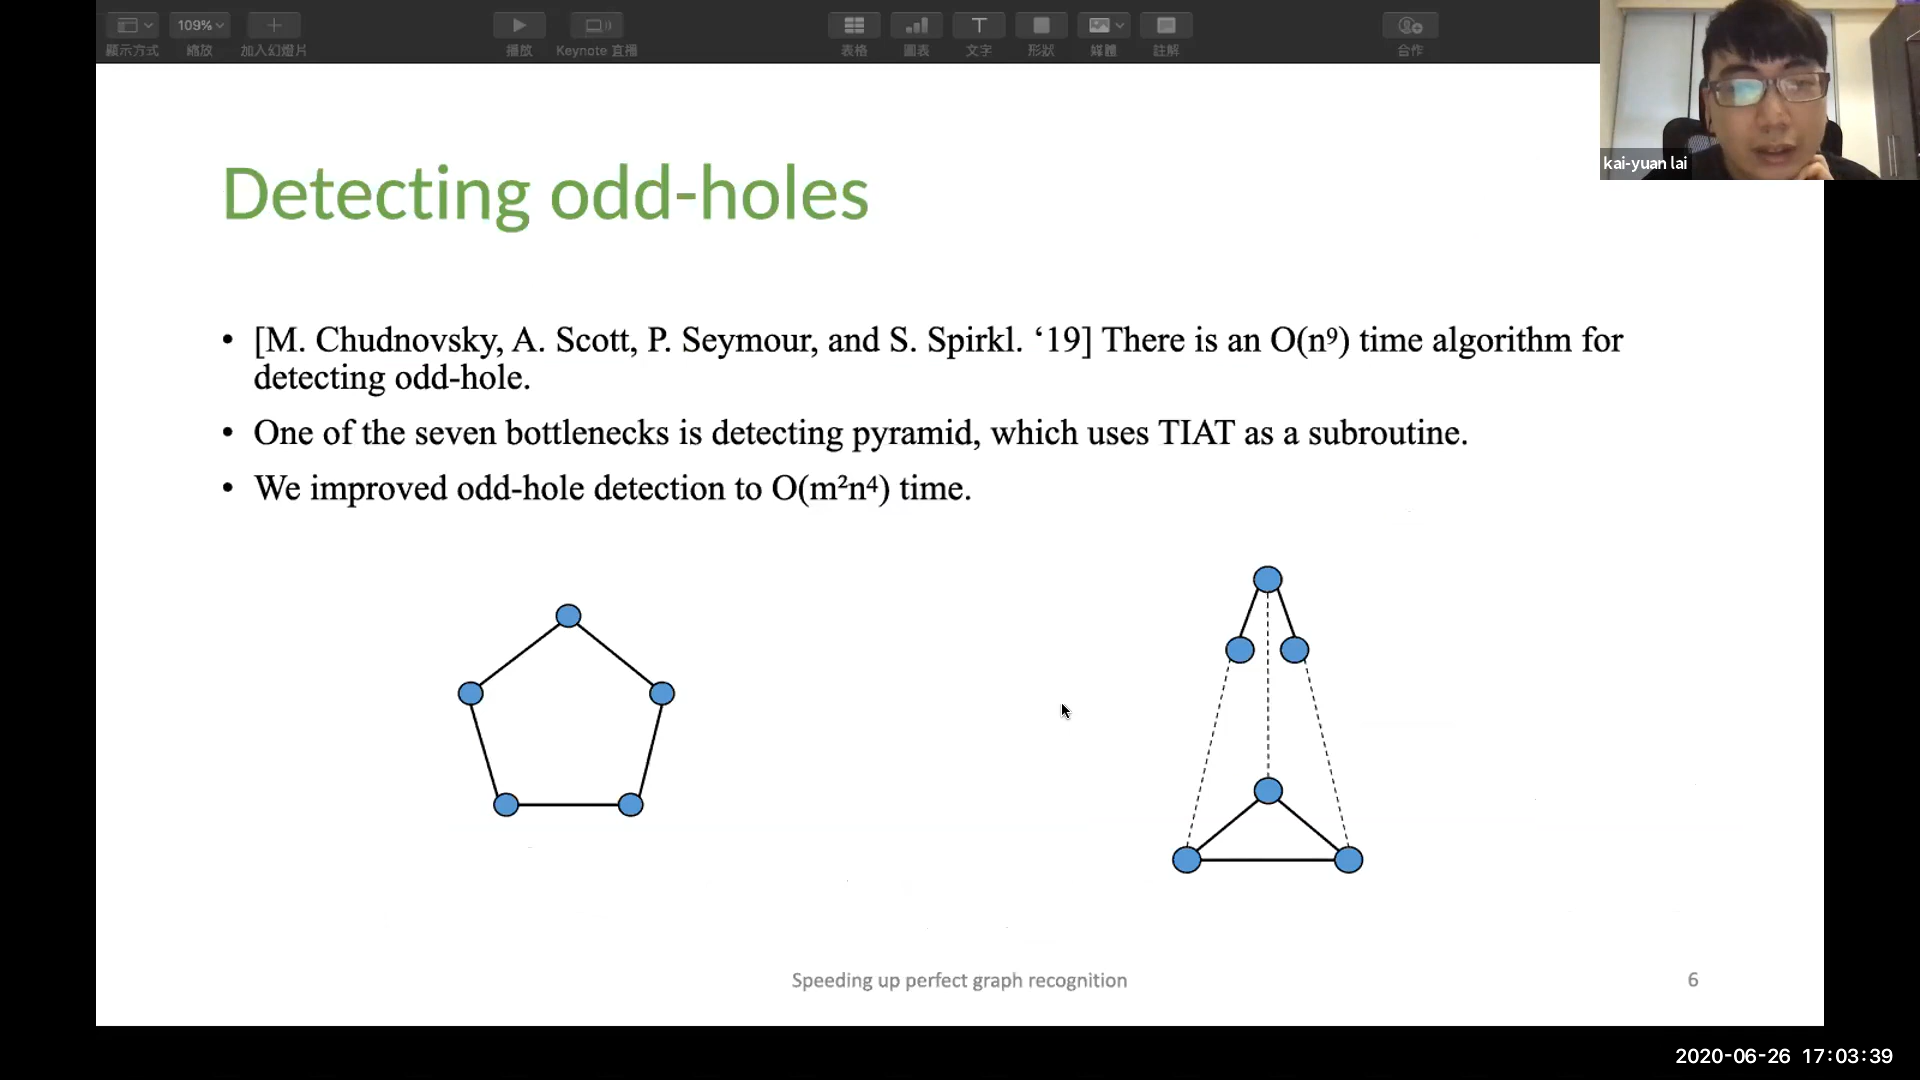 109%
顯示方式
縮放
加入幻燈片
播放
Keynote 直播
表格
圖表
T
文字
形狀
媒體
註解
合作
kai-yuan lai
Detecting odd-holes
• [M. Chudnovsky, A. Scott, P. Seymour, and S. Spirkl. ‘19] There is an O(n⁹) time algorithm for
detecting odd-hole.
• One of the seven bottlenecks is detecting pyramid, which uses TIAT as a subroutine.
• We improved odd-hole detection to O(m²n⁴) time.
Speeding up perfect graph recognition
6
2020-06-26 17:03:39